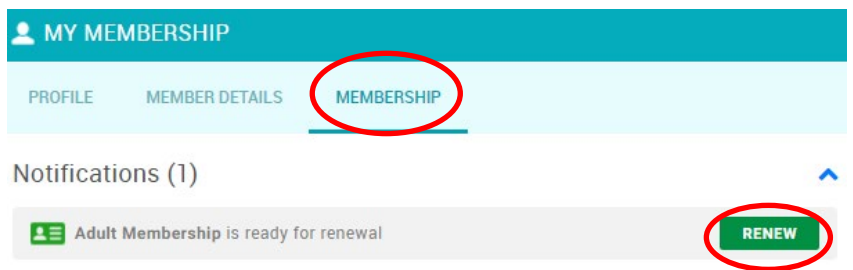 MY MEMBERSHIP
PROFILE MEMBER DETAILS MEMBERSHIP
Notifications (1)
Adult Membership is ready for renewal RENEW